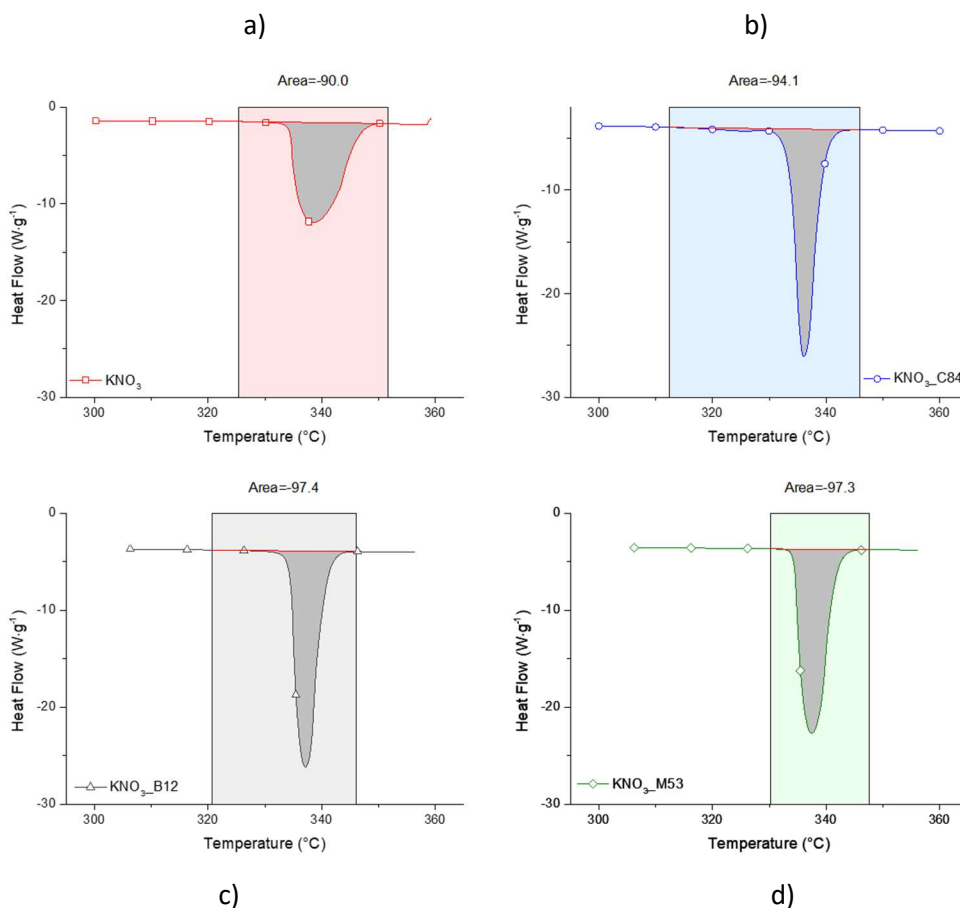 a)
b)
Area=-90.0
Heat Flow (W·g⁻¹)
0
-10
-20
-30
KNO₃
300
320
340
360
Temperature (°C)
Area=-94.1
Heat Flow (W·g⁻¹)
0
-10
-20
-30
KNO₃_C84
300
320
340
360
Temperature (°C)
Area=-97.4
Heat Flow (W·g⁻¹)
0
-10
-20
-30
KNO₃_B12
300
320
340
360
Temperature (°C)
Area=-97.3
Heat Flow (W·g⁻¹)
0
-10
-20
-30
KNO₃_M53
300
320
340
360
Temperature (°C)
c)
d)